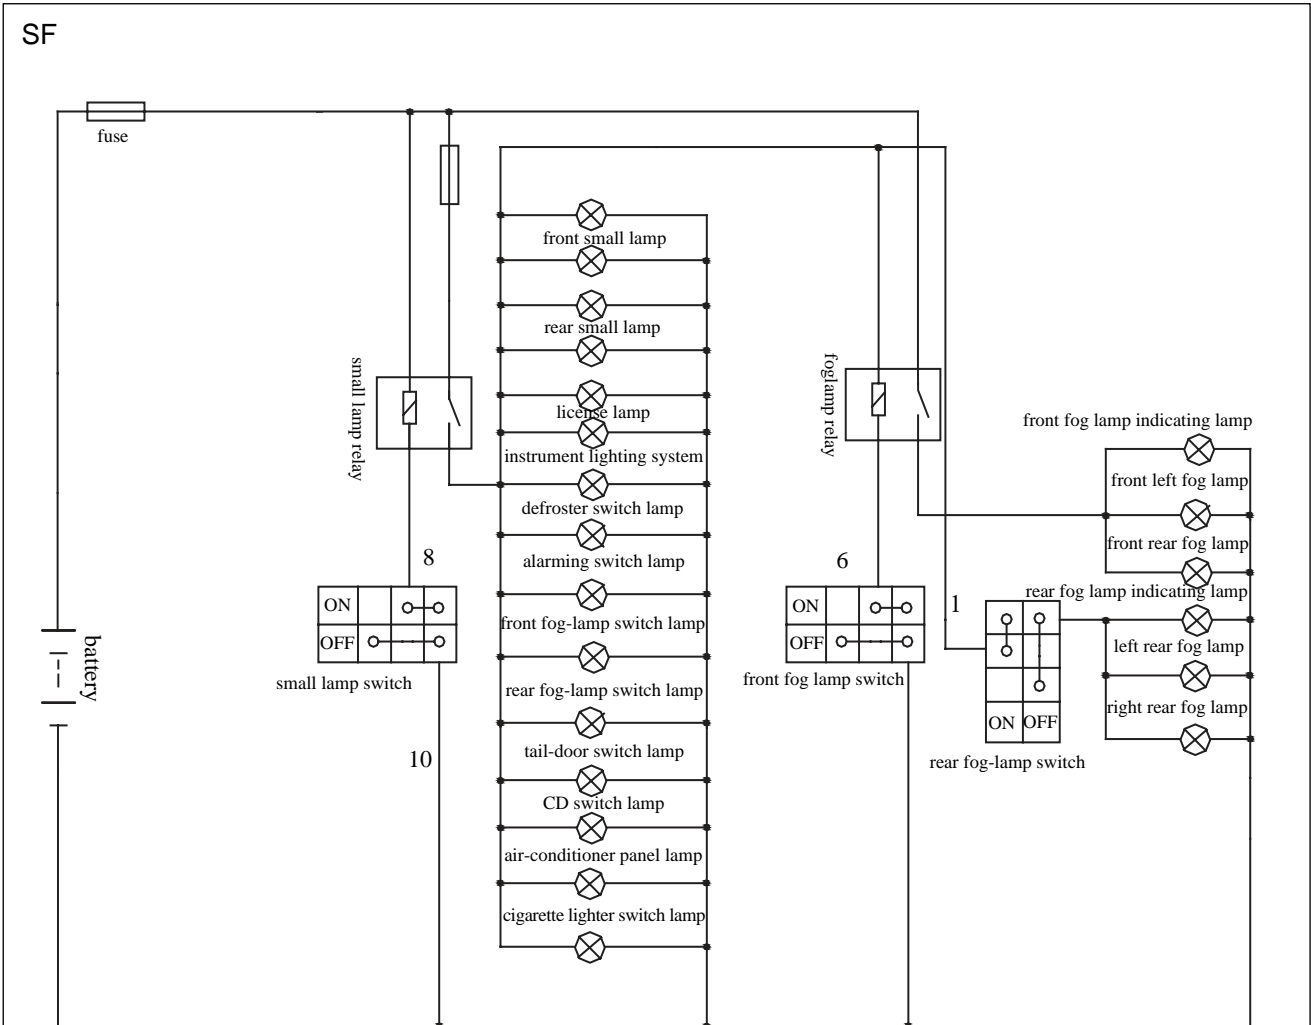 SF
fuse
front small lamp
rear small lamp
small lamp relay
foglamp relay
license lamp
front fog lamp indicating lamp
instrument lighting system
front left fog lamp
defroster switch lamp
front rear fog lamp
8
alarming switch lamp
6
rear fog lamp indicating lamp
ON
ON
1
front fog-lamp switch lamp
OFF
OFF
left rear fog lamp
battery
small lamp switch
rear fog-lamp switch lamp
front fog lamp switch
right rear fog lamp
ON OFF
tail-door switch lamp
10
rear fog-lamp switch
CD switch lamp
air-conditioner panel lamp
cigarette lighter switch lamp